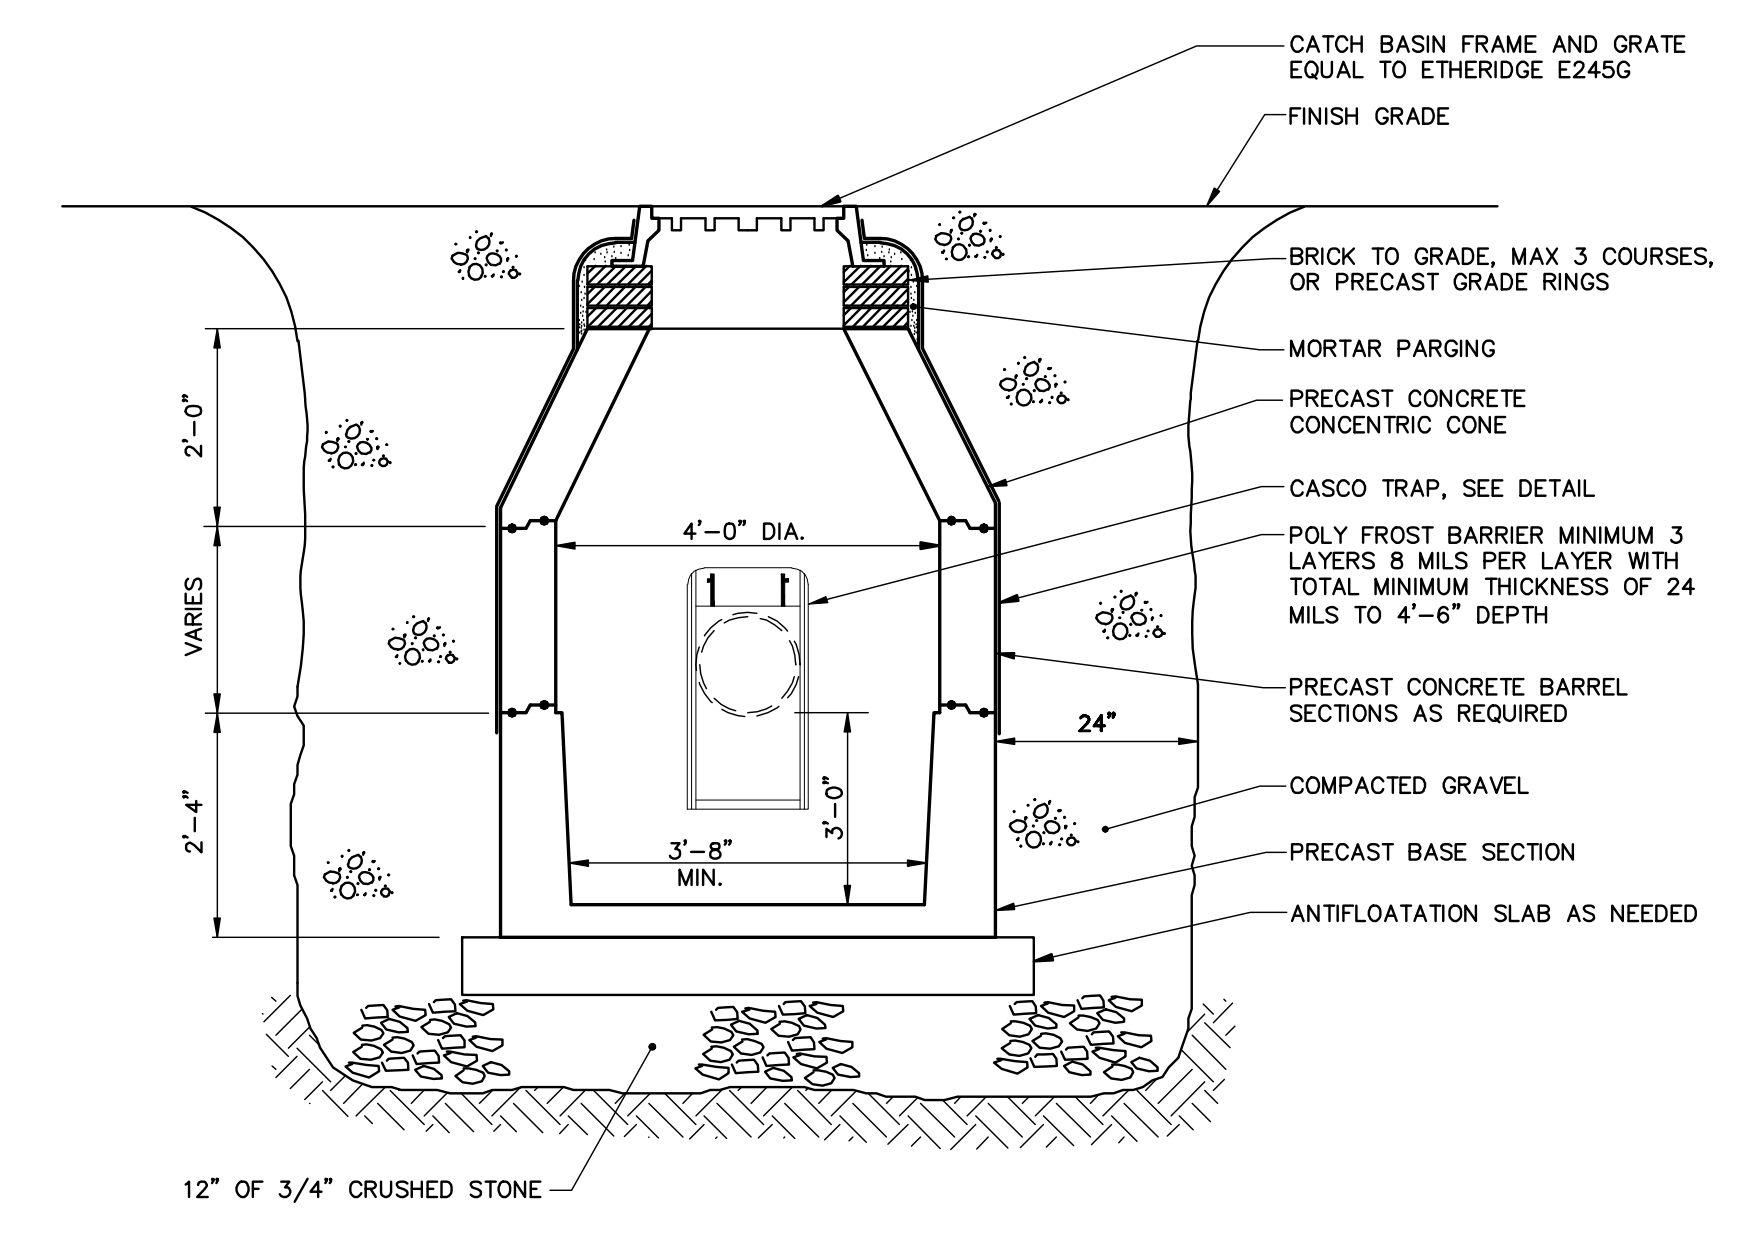 CATCH BASIN FRAME AND GRATE
EQUAL TO ETHERIDGE E245G
FINISH GRADE
BRICK TO GRADE, MAX 3 COURSES,
OR PRECAST GRADE RINGS
MORTAR PARGING
PRECAST CONCRETE
CONCENTRIC CONE
2'-0"
CASCO TRAP, SEE DETAIL
4'-0" DIA.
POLY FROST BARRIER MINIMUM 3
LAYERS 8 MILS PER LAYER WITH
TOTAL MINIMUM THICKNESS OF 24
MILS TO 4'-6" DEPTH
VARIES
PRECAST CONCRETE BARREL
SECTIONS AS REQUIRED
24"
COMPACTED GRAVEL
2'-4"
3'-0"
3'-8"
MIN.
PRECAST BASE SECTION
ANTIFLOATATION SLAB AS NEEDED
12" OF 3/4" CRUSHED STONE